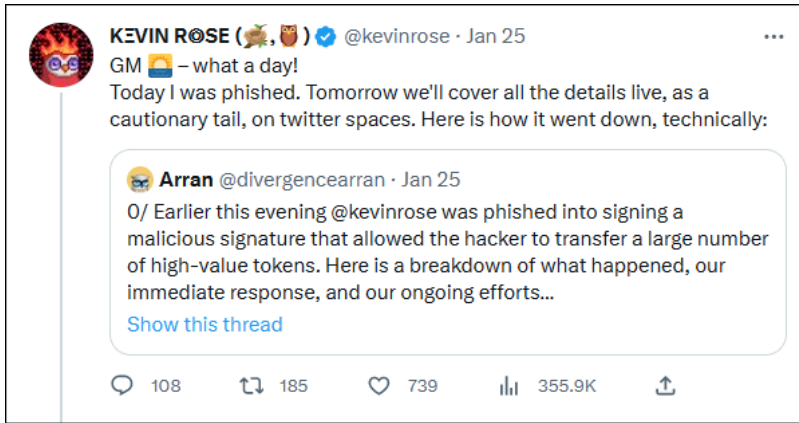 KΞVIN R◎SE (🪹,🦉) @kevinrose · Jan 25
GM 🌅 – what a day!
Today I was phished. Tomorrow we'll cover all the details live, as a
cautionary tail, on twitter spaces. Here is how it went down, technically:
Arran @divergencearran · Jan 25
0/ Earlier this evening @kevinrose was phished into signing a
malicious signature that allowed the hacker to transfer a large number
of high-value tokens. Here is a breakdown of what happened, our
immediate response, and our ongoing efforts...
Show this thread
108 185 739 355.9K